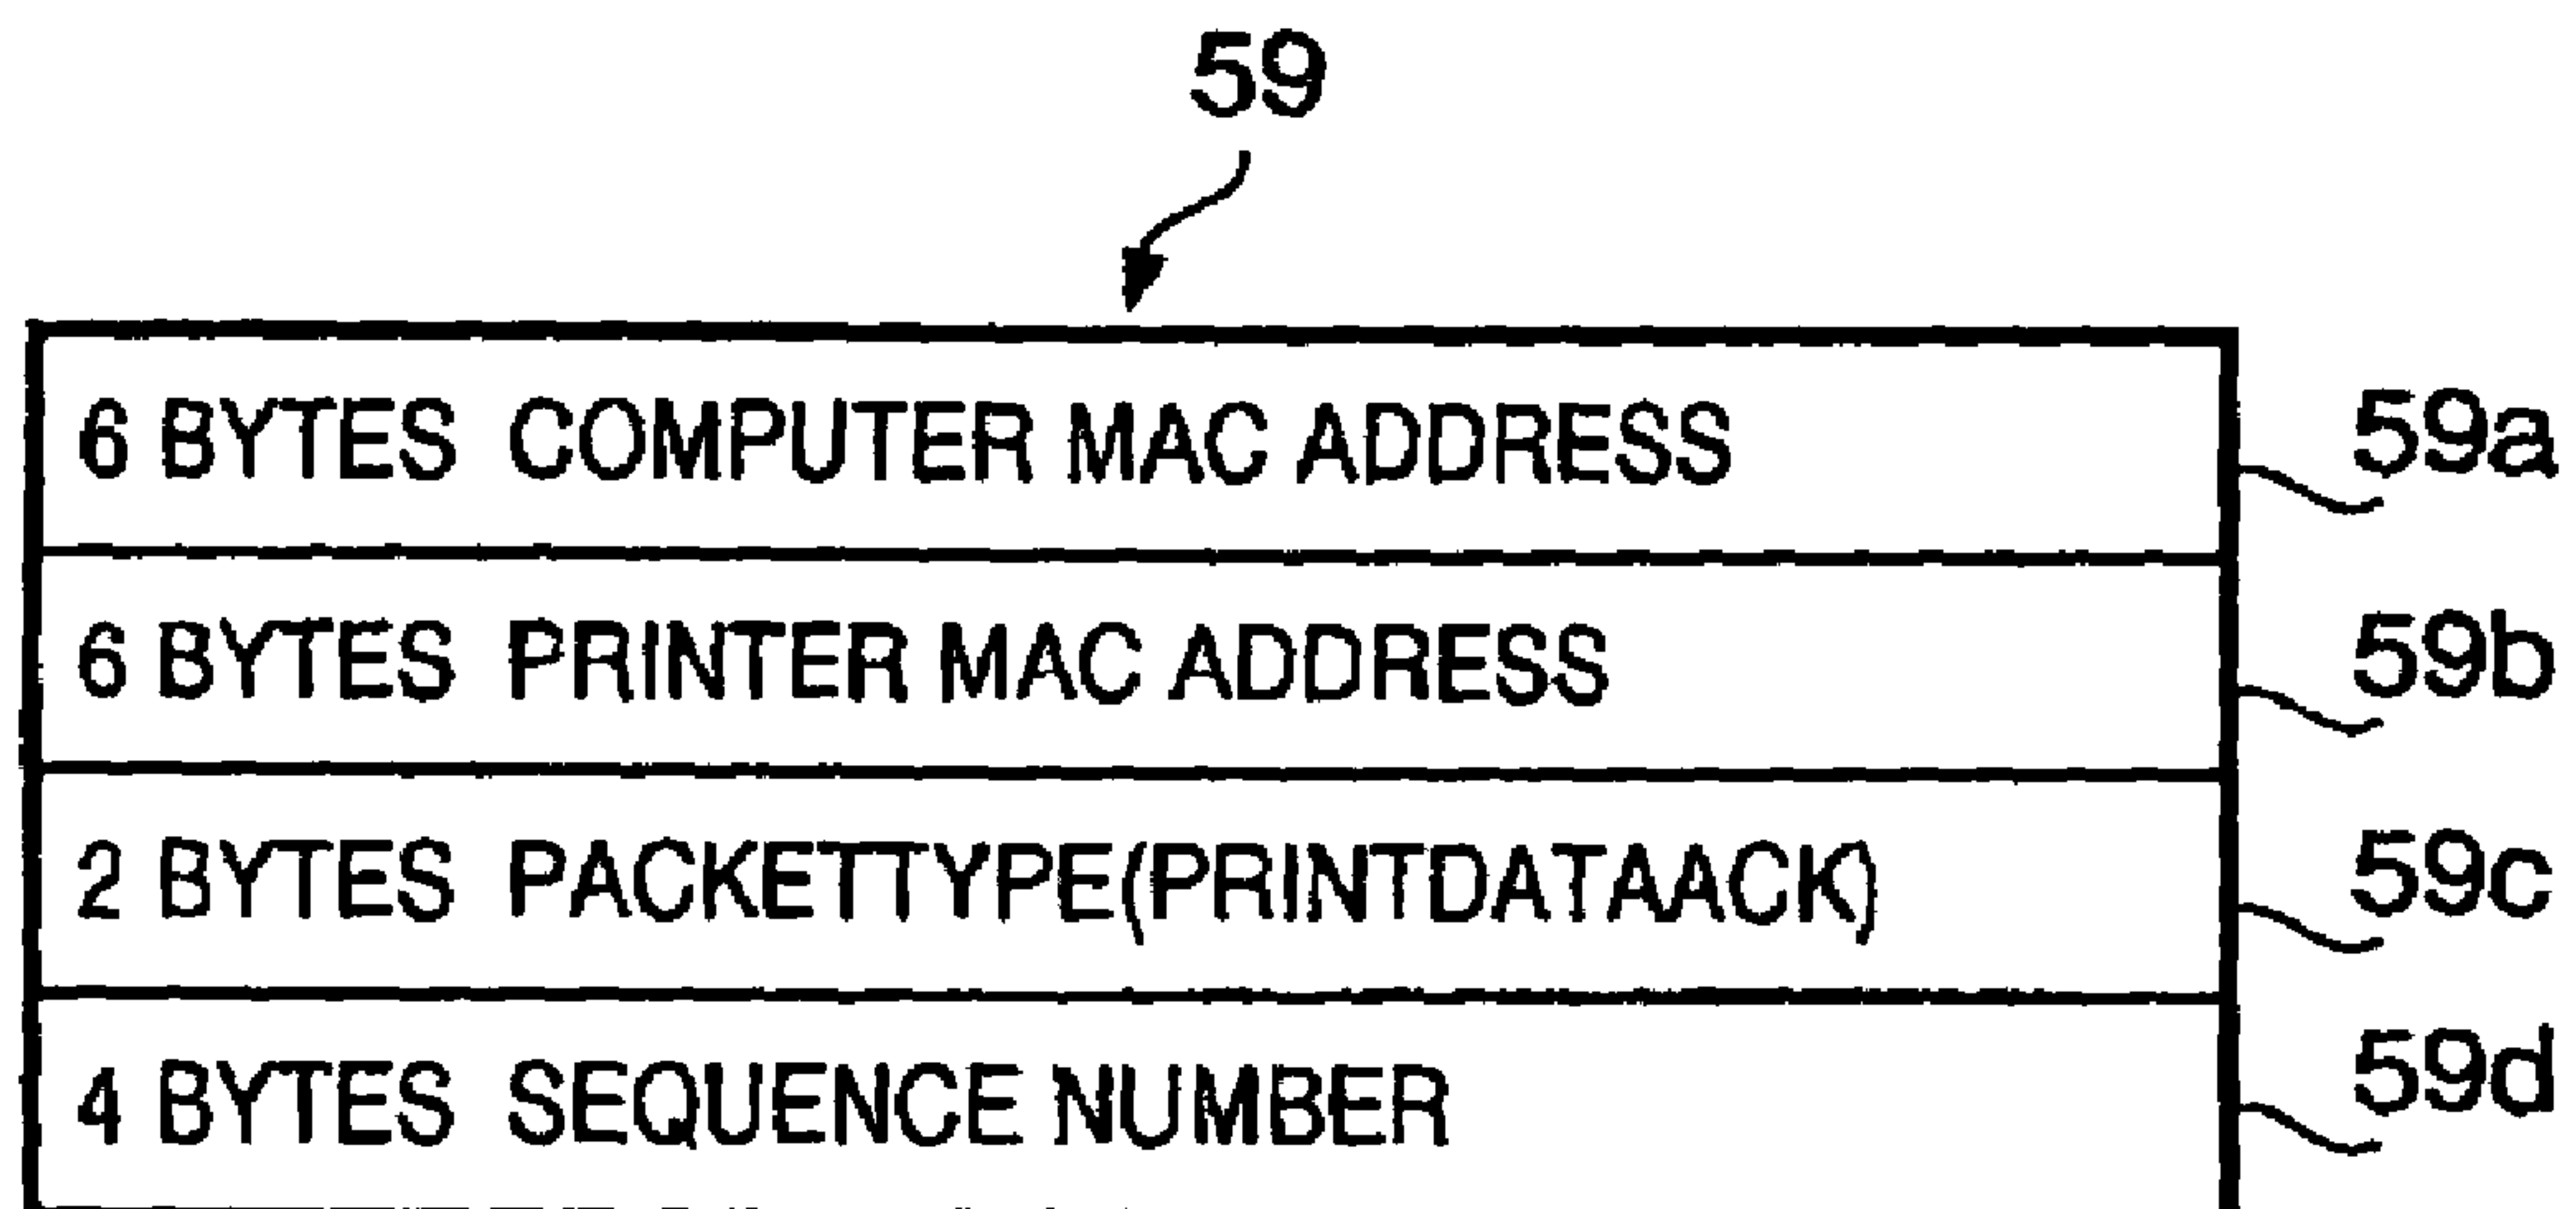 59
6 BYTES COMPUTER MAC ADDRESS 59a
6 BYTES PRINTER MAC ADDRESS 59b
2 BYTES PACKETTYPE(PRINTDATAACK) 59c
4 BYTES SEQUENCE NUMBER 59d